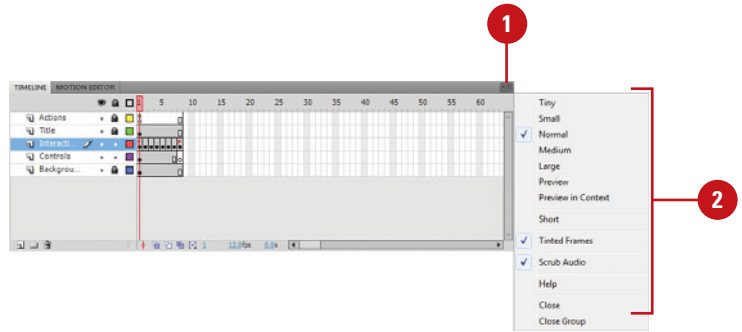 1
TIMELINE MOTION EDITOR
1 5 10 15 20 25 30 35 40 45 50 55 60
Actions
Title
Interacti...
Controls
Backgrou...
1 12.0fps 0.0s
Tiny
Small
Normal
Medium
Large
Preview
Preview in Context
Short
Tinted Frames
Scrub Audio
Help
Close
Close Group
2